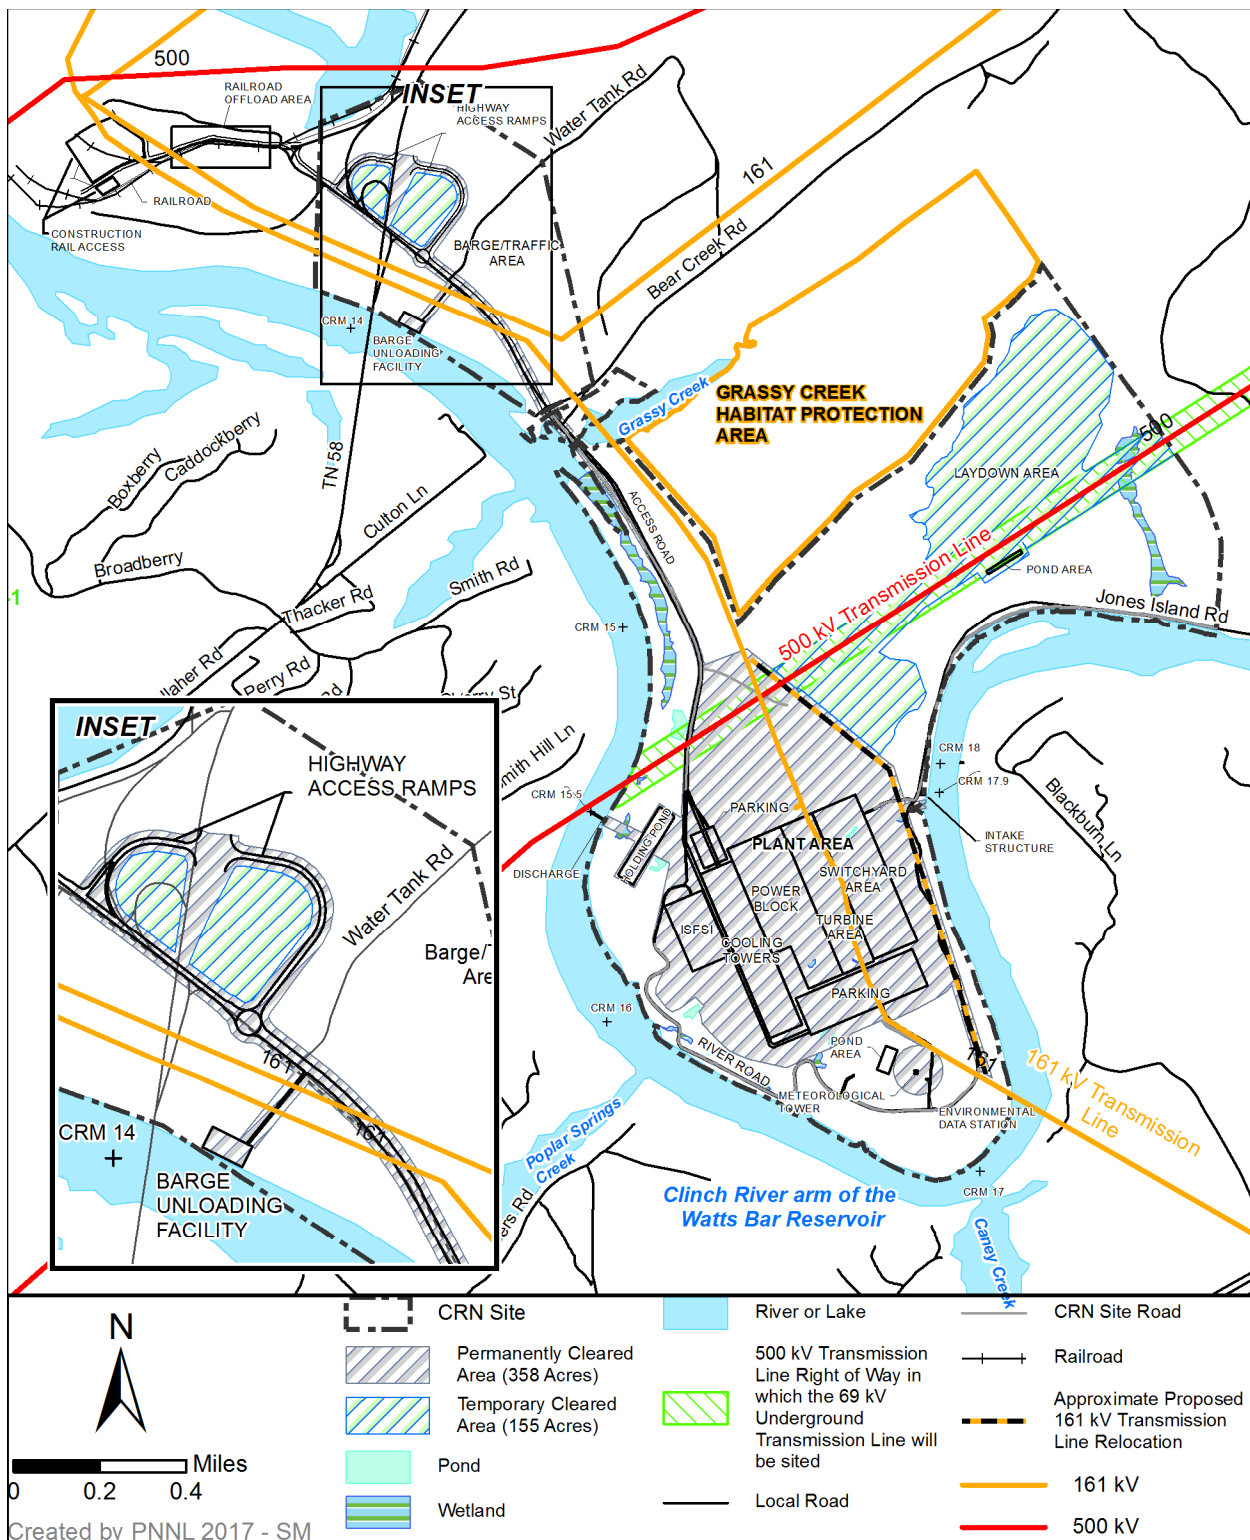 500
RAILROAD
OFFLOAD AREA
INSET
HIGHWAY
ACCESS RAMPS
Water Tank Rd
161
RAILROAD
CONSTRUCTION
RAIL ACCESS
BARGE/TRAFFIC
AREA
Bear Creek Rd
CRM 14
BARGE
UNLOADING
FACILITY
Grassy Creek
GRASSY CREEK
HABITAT PROTECTION
AREA
Boxberry
Caddockberry
TN 58
Culton Ln
500
LAYDOWN AREA
ACCESS ROAD
Broadberry
Smith Rd
500 kV Transmission Line
POND AREA
-1
Thacker Rd
CRM 15
Jones Island Rd
llaher Rd
Perry Rd
Rd
St
INSET
HIGHWAY
ACCESS RAMPS
mith Hill Ln
CRM 18
CRM 17.9
CRM 15.5
Blackburn Ln
PARKING
HOLDING POND
PLANT AREA
INTAKE
STRUCTURE
DISCHARGE
SWITCHYARD
AREA
POWER
BLOCK
Water Tank Rd
ISFSI
TURBINE
AREA
COOLING
TOWERS
Barge/
Are
PARKING
CRM 16
POND
AREA
RIVER ROAD
161
161
161 kV Transmission
Line
METEOROLOGICAL
TOWER
ENVIRONMENTAL
DATA STATION
161
CRM 14
Poplar Springs
Creek
CRM 17
BARGE
UNLOADING
FACILITY
ers Rd
Clinch River arm of the
Watts Bar Reservoir
Caney Creek
N
Miles
0 0.2 0.4
CRN Site
Permanently Cleared
Area (358 Acres)
Temporary Cleared
Area (155 Acres)
Pond
Wetland
River or Lake
500 kV Transmission
Line Right of Way in
which the 69 kV
Underground
Transmission Line will
be sited
Local Road
CRN Site Road
Railroad
Approximate Proposed
161 kV Transmission
Line Relocation
161 kV
500 kV
Created by PNNL 2017 - SM